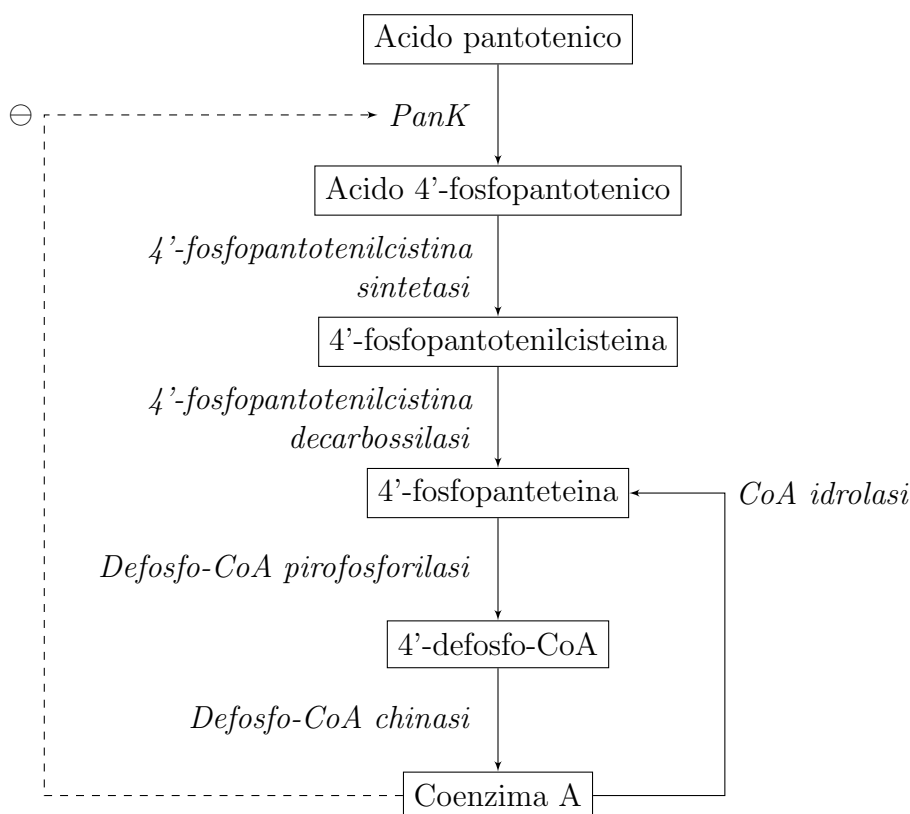 Acido pantotenico
PanK
Acido 4'-fosfopantotenico
4'-fosfopantotenilcistina
sintetasi
4'-fosfopantotenilcisteina
4'-fosfopantotenilcistina
decarbossilasi
4'-fosfopanteteina
CoA idrolasi
Defosfo-CoA pirofosforilasi
4'-defosfo-CoA
Defosfo-CoA chinasi
Coenzima A